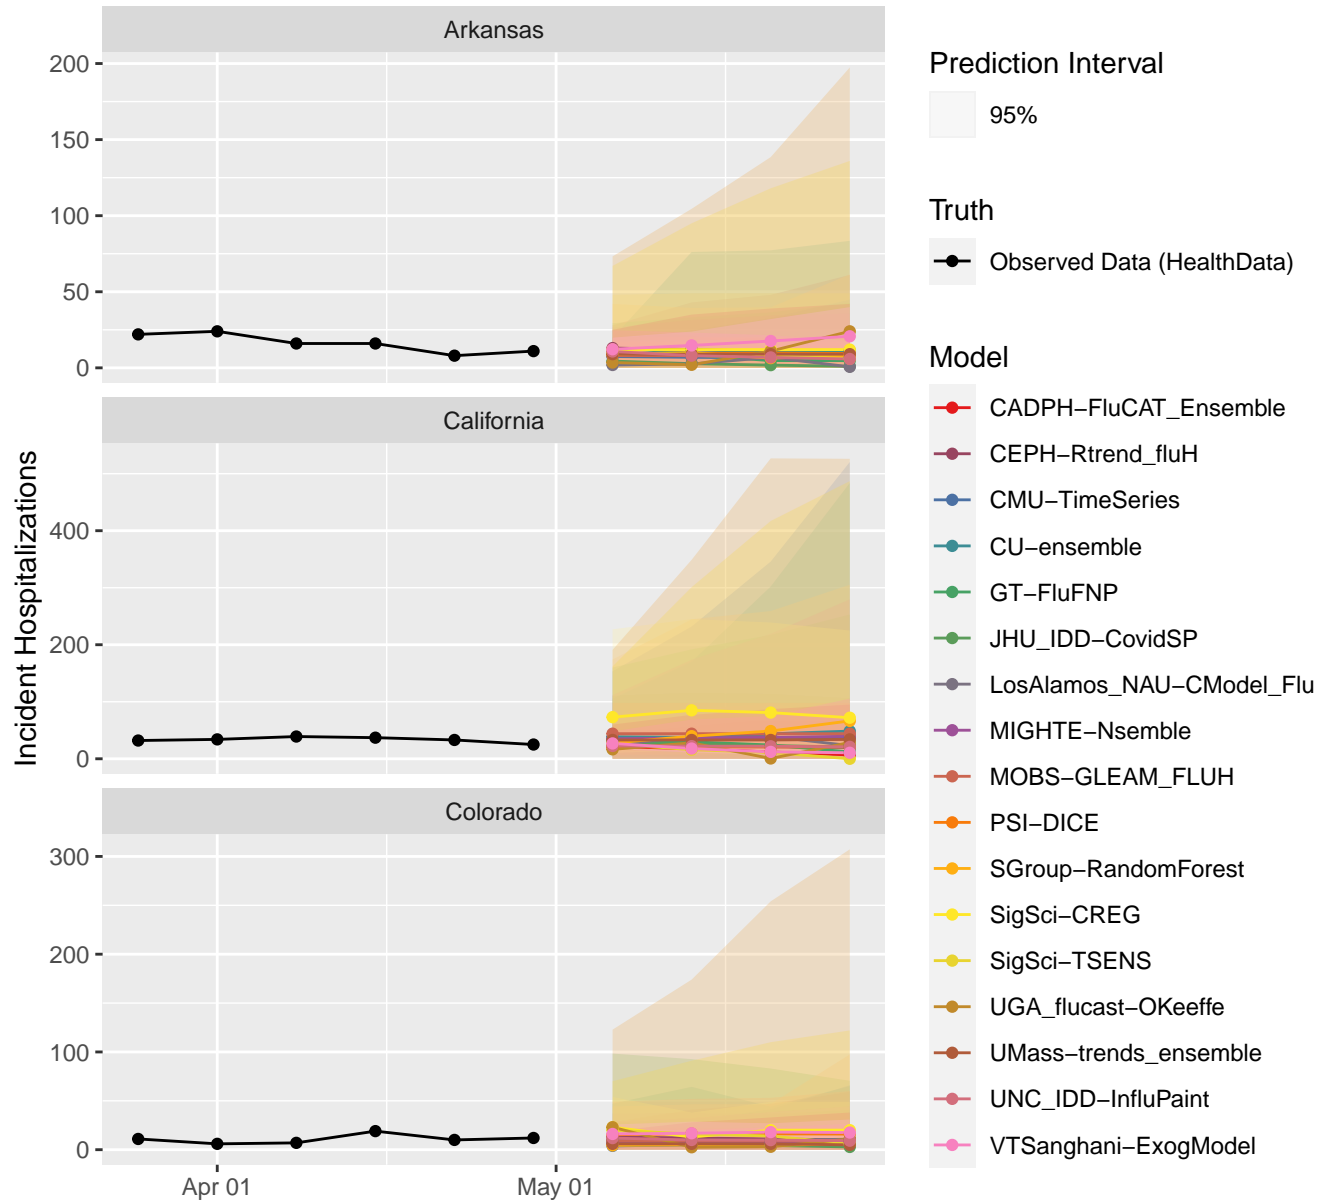 Arkansas
200
150
100
50
0
California
400
200
0
Colorado
300
200
100
0
Apr 01
May 01
Incident Hospitalizations
Prediction Interval
95%
Truth
Observed Data (HealthData)
Model
CADPH−FluCAT_Ensemble
CEPH−Rtrend_fluH
CMU−TimeSeries
CU−ensemble
GT−FluFNP
JHU_IDD−CovidSP
LosAlamos_NAU−CModel_Flu
MIGHTE−Nsemble
MOBS−GLEAM_FLUH
PSI−DICE
SGroup−RandomForest
SigSci−CREG
SigSci−TSENS
UGA_flucast−OKeeffe
UMass−trends_ensemble
UNC_IDD−InfluPaint
VTSanghani−ExogModel